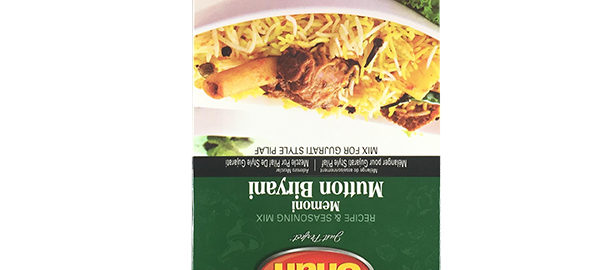 Shan
Just Perfect
RECIPE & SEASONING MIX
Memoni
Mutton Biryani
Mélange de assaisonnement
Mélanger pour Gujarati Style Pilaf
Aderezo Mezclar
Mezcle Por Pilaf De Style Gujarati
MIX FOR GUJRATI STYLE PILAF